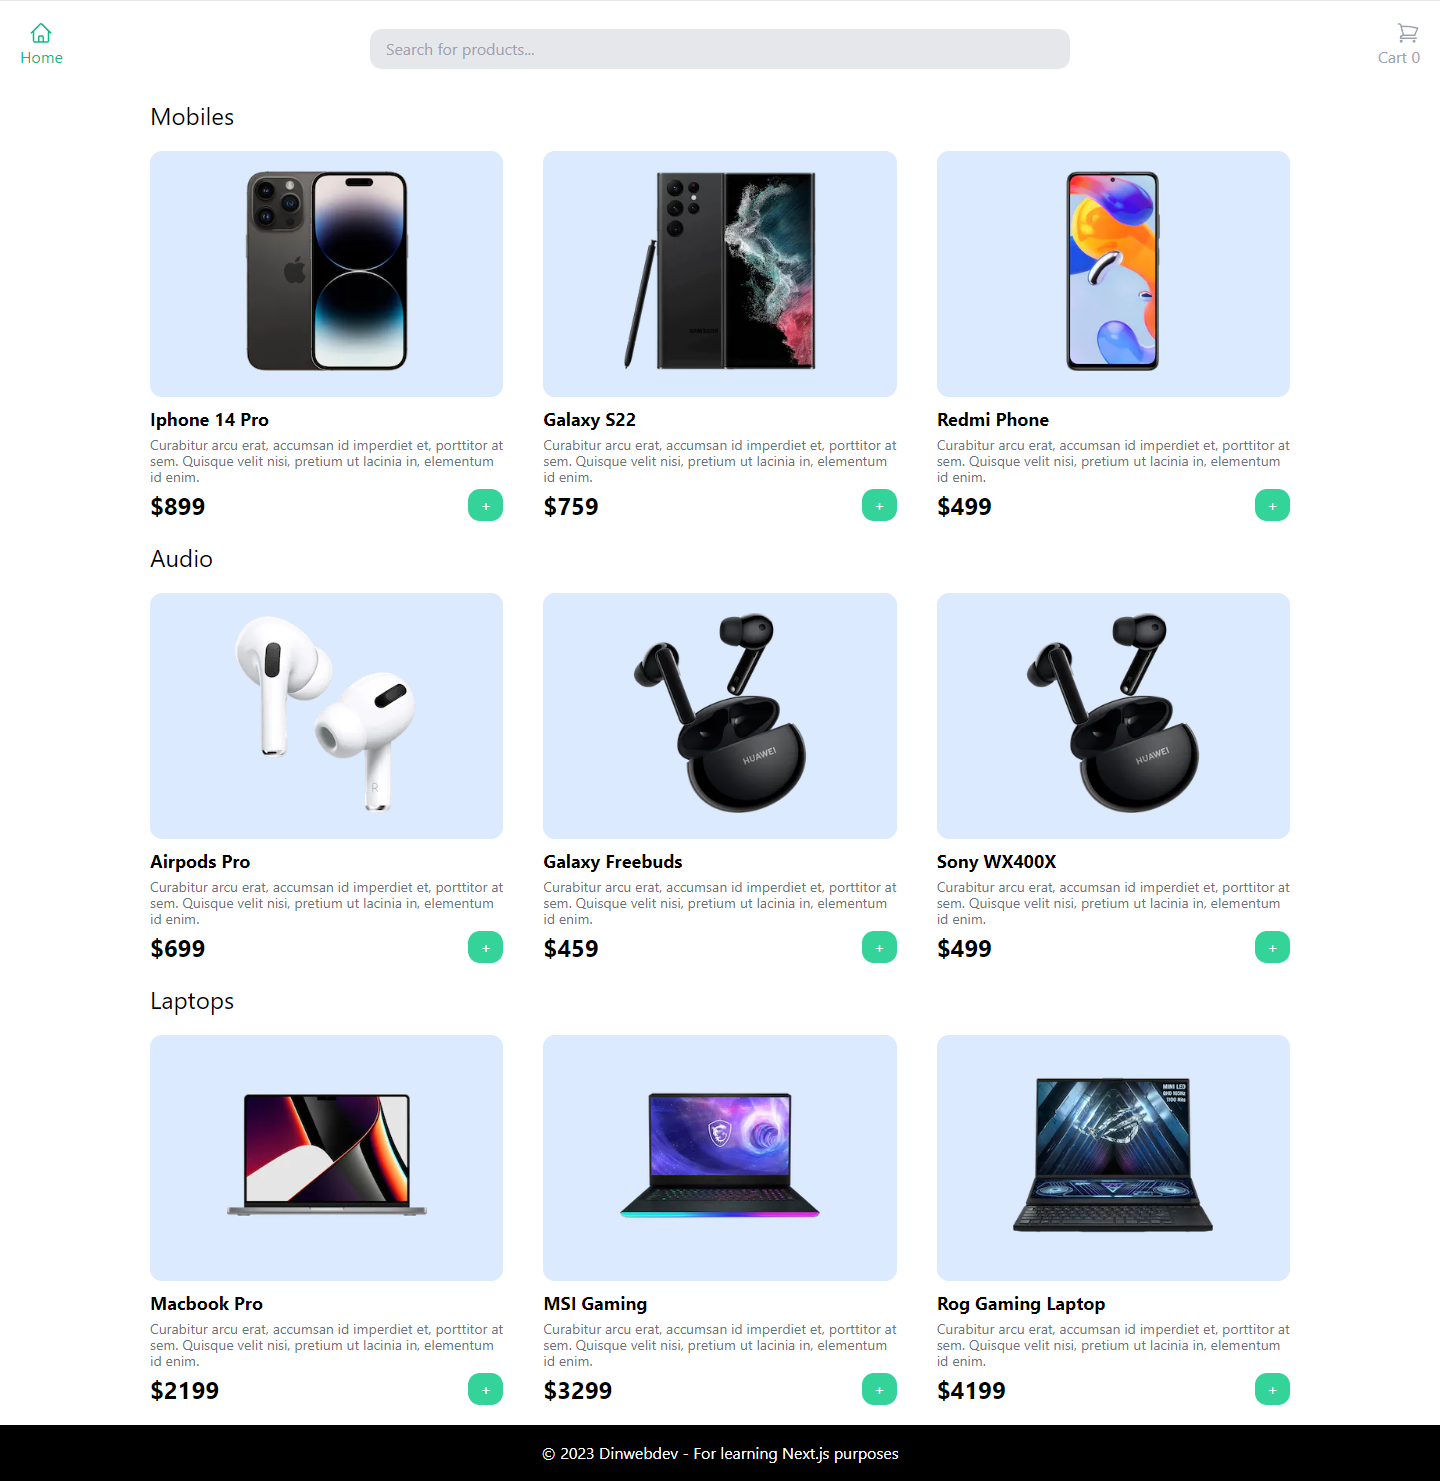 Home
Search for products...
Cart 0
Mobiles
SAMSUNG
Iphone 14 Pro
Curabitur arcu erat, accumsan id imperdiet et, porttitor at
sem. Quisque velit nisi, pretium ut lacinia in, elementum
id enim.
$899
+
Galaxy S22
Curabitur arcu erat, accumsan id imperdiet et, porttitor at
sem. Quisque velit nisi, pretium ut lacinia in, elementum
id enim.
$759
+
Redmi Phone
Curabitur arcu erat, accumsan id imperdiet et, porttitor at
sem. Quisque velit nisi, pretium ut lacinia in, elementum
id enim.
$499
+
Audio
R
HUAWEI
HUAWEI
Airpods Pro
Curabitur arcu erat, accumsan id imperdiet et, porttitor at
sem. Quisque velit nisi, pretium ut lacinia in, elementum
id enim.
$699
+
Galaxy Freebuds
Curabitur arcu erat, accumsan id imperdiet et, porttitor at
sem. Quisque velit nisi, pretium ut lacinia in, elementum
id enim.
$459
+
Sony WX400X
Curabitur arcu erat, accumsan id imperdiet et, porttitor at
sem. Quisque velit nisi, pretium ut lacinia in, elementum
id enim.
$499
+
Laptops
MINI LED
QHD 165Hz
1100 Nits
Macbook Pro
Curabitur arcu erat, accumsan id imperdiet et, porttitor at
sem. Quisque velit nisi, pretium ut lacinia in, elementum
id enim.
$2199
+
MSI Gaming
Curabitur arcu erat, accumsan id imperdiet et, porttitor at
sem. Quisque velit nisi, pretium ut lacinia in, elementum
id enim.
$3299
+
Rog Gaming Laptop
Curabitur arcu erat, accumsan id imperdiet et, porttitor at
sem. Quisque velit nisi, pretium ut lacinia in, elementum
id enim.
$4199
+
© 2023 Dinwebdev - For learning Next.js purposes